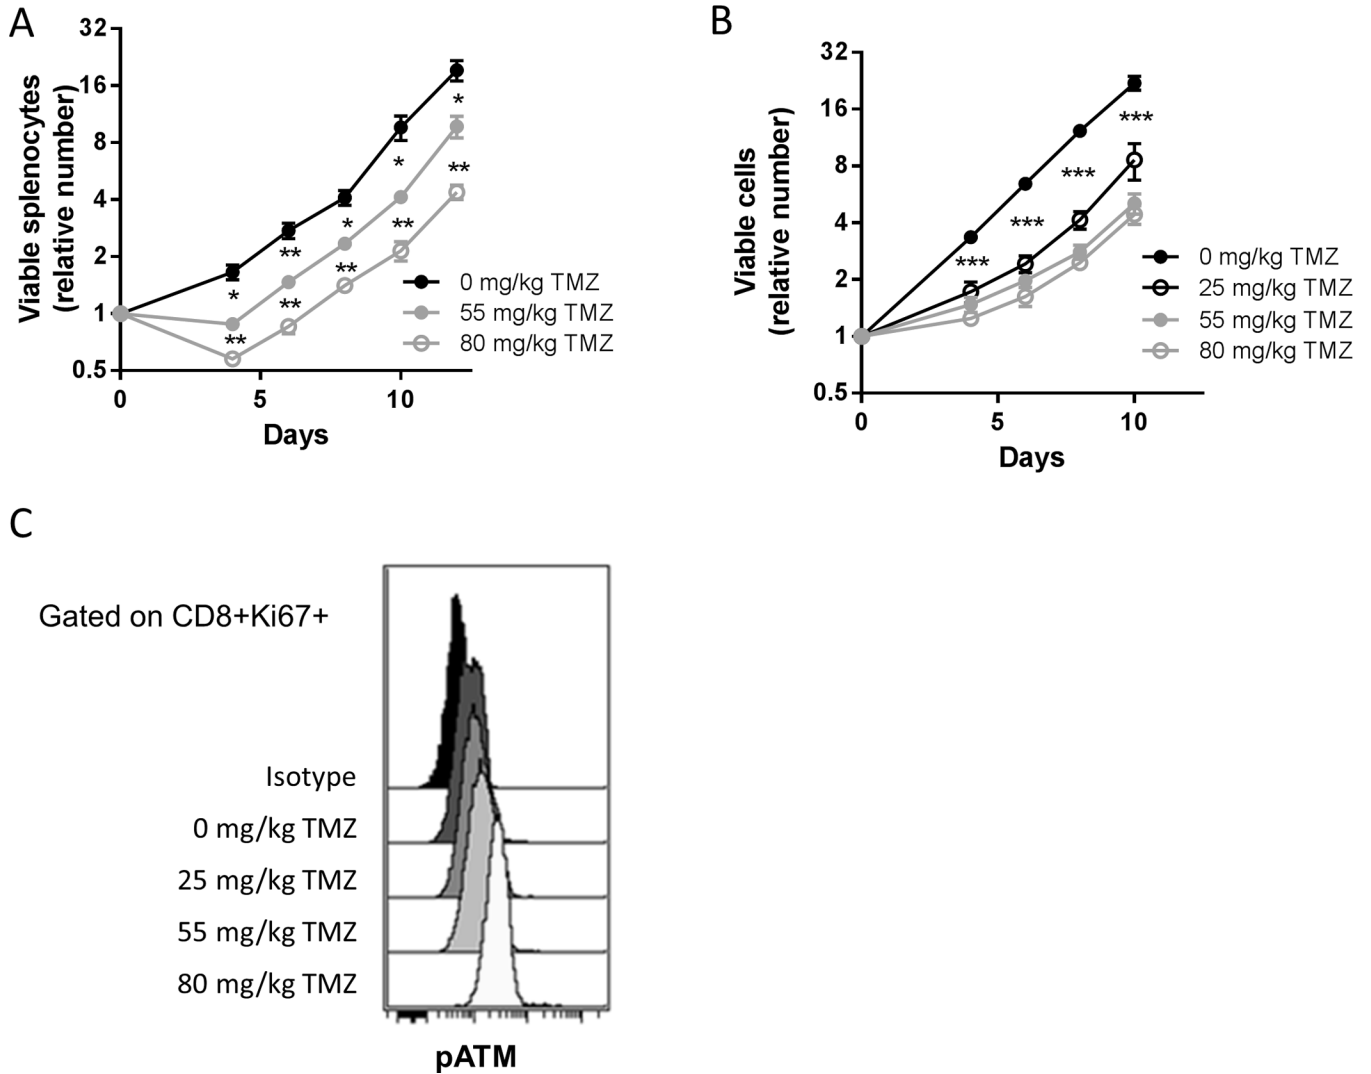 A
32
16
8
4
2
1
0.5
Viable splenocytes
(relative number)
*
**
**
**
*
**
*
**
*
**
0 mg/kg TMZ
55 mg/kg TMZ
80 mg/kg TMZ
0
5
10
Days
B
32
16
8
4
2
1
0.5
Viable cells
(relative number)
***
***
***
***
0 mg/kg TMZ
25 mg/kg TMZ
55 mg/kg TMZ
80 mg/kg TMZ
0
5
10
Days
C
Gated on CD8+Ki67+
Isotype
0 mg/kg TMZ
25 mg/kg TMZ
55 mg/kg TMZ
80 mg/kg TMZ
pATM